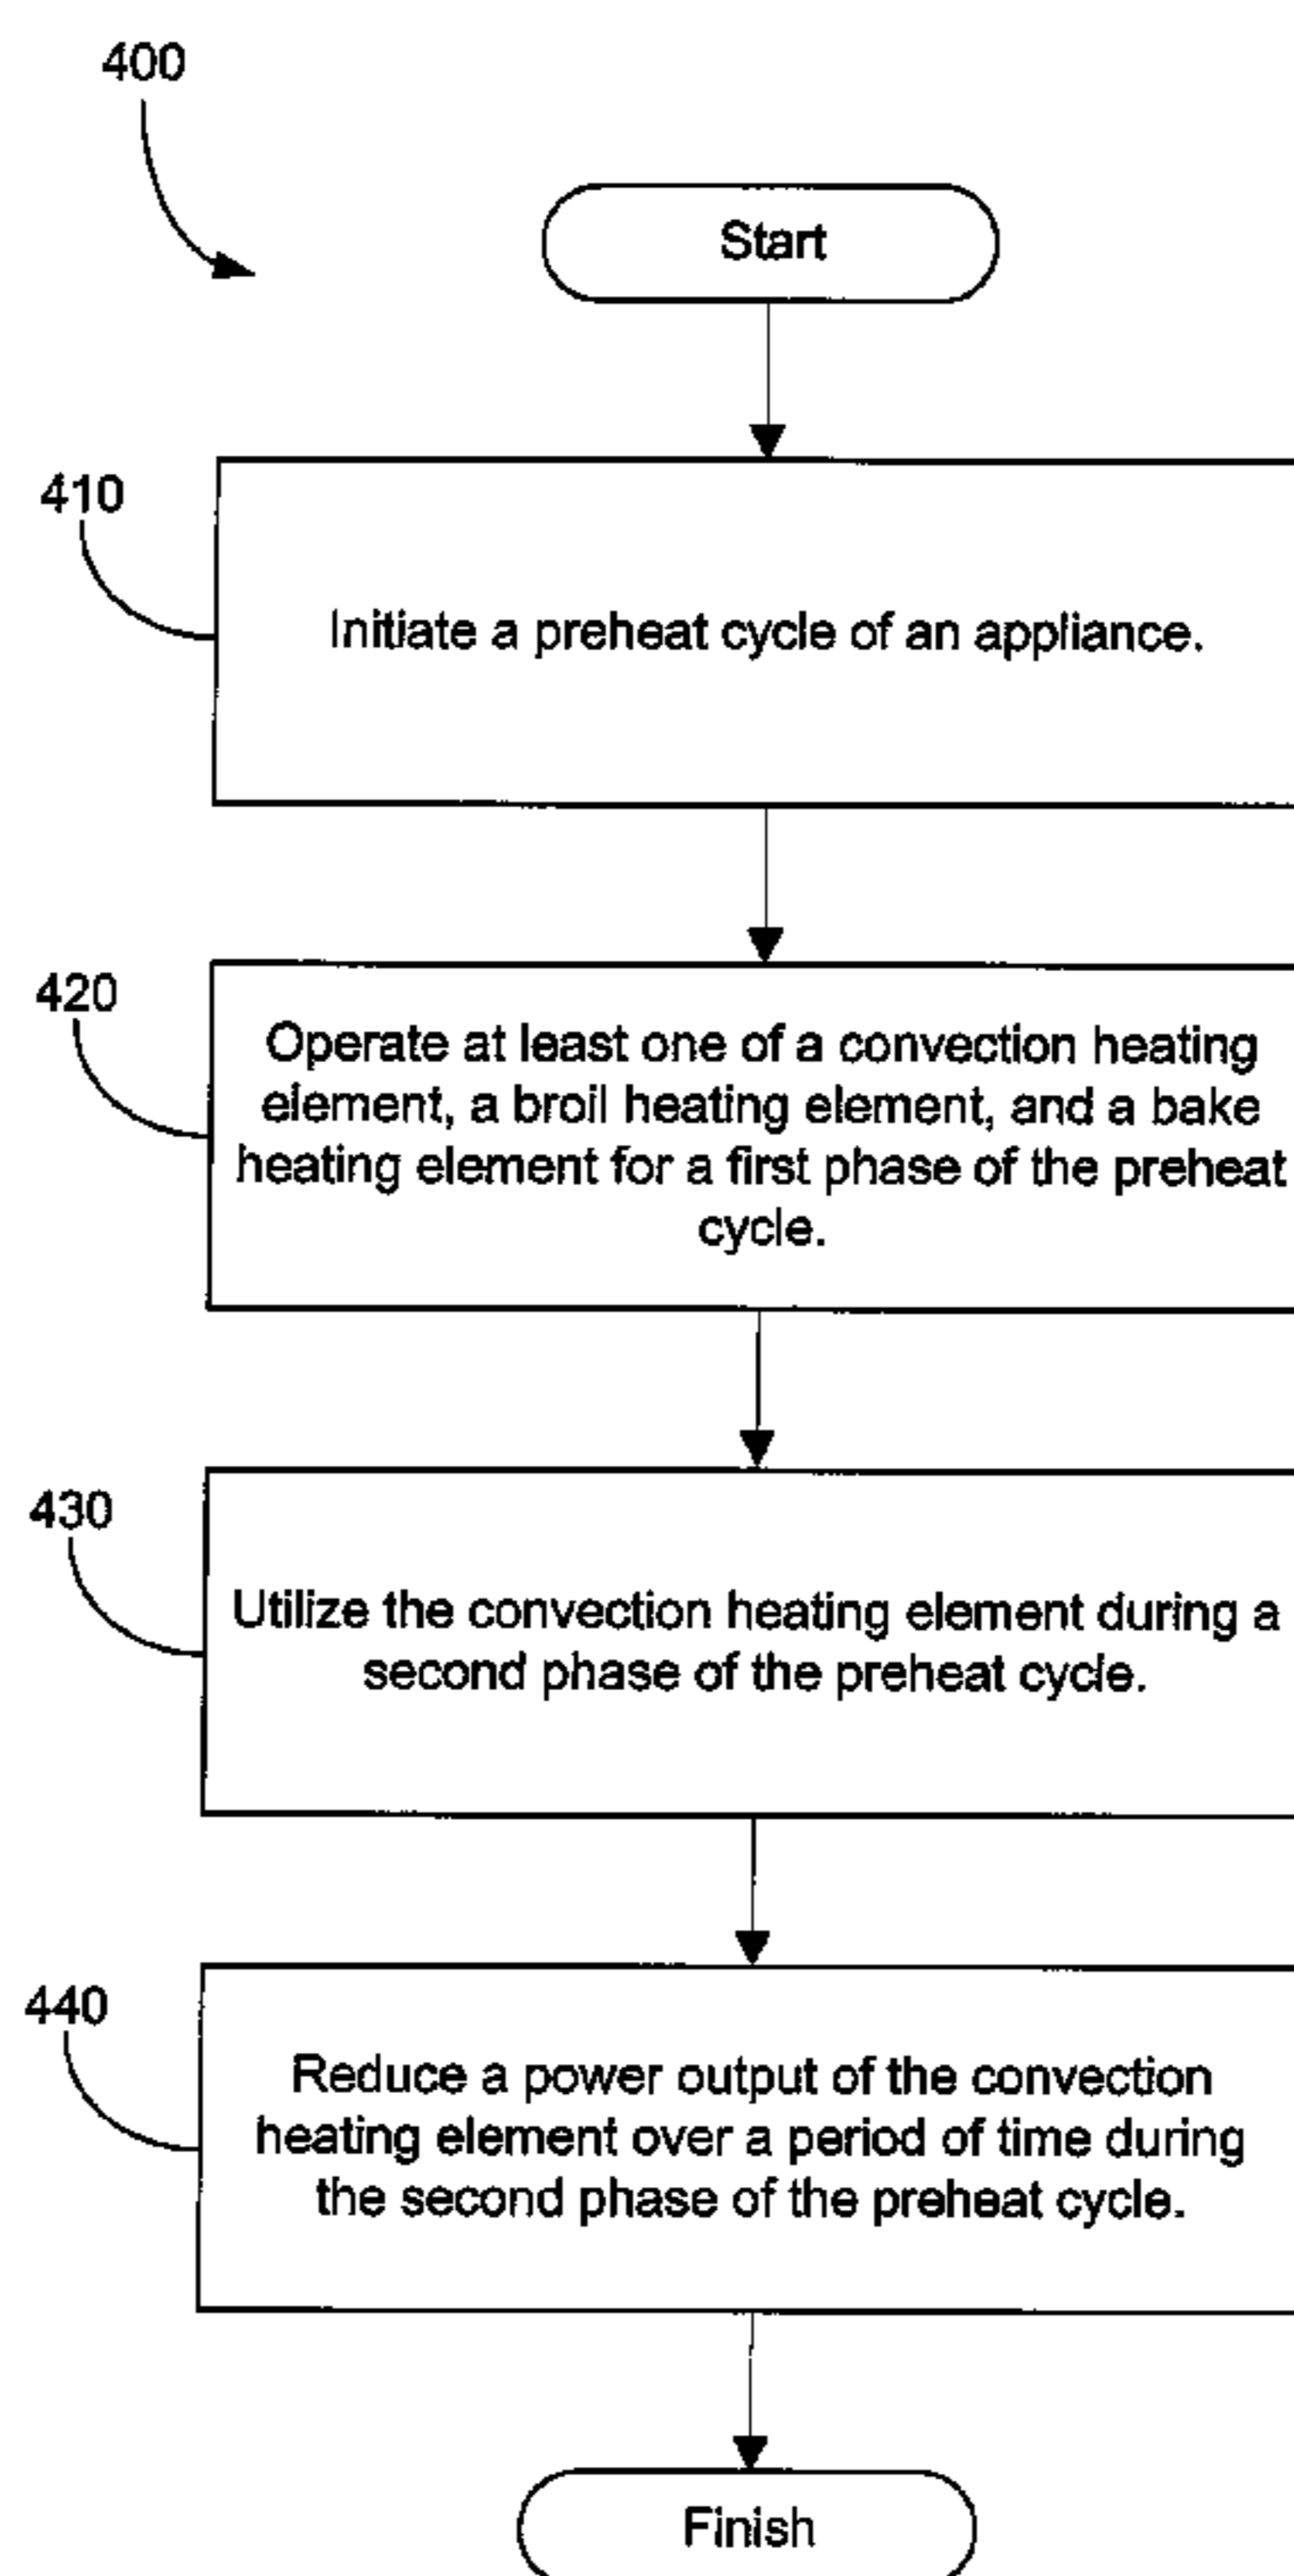 400
Start
410
Initiate a preheat cycle of an appliance.
420
Operate at least one of a convection heating
element, a broil heating element, and a bake
heating element for a first phase of the preheat
cycle.
430
Utilize the convection heating element during a
second phase of the preheat cycle.
440
Reduce a power output of the convection
heating element over a period of time during
the second phase of the preheat cycle.
Finish